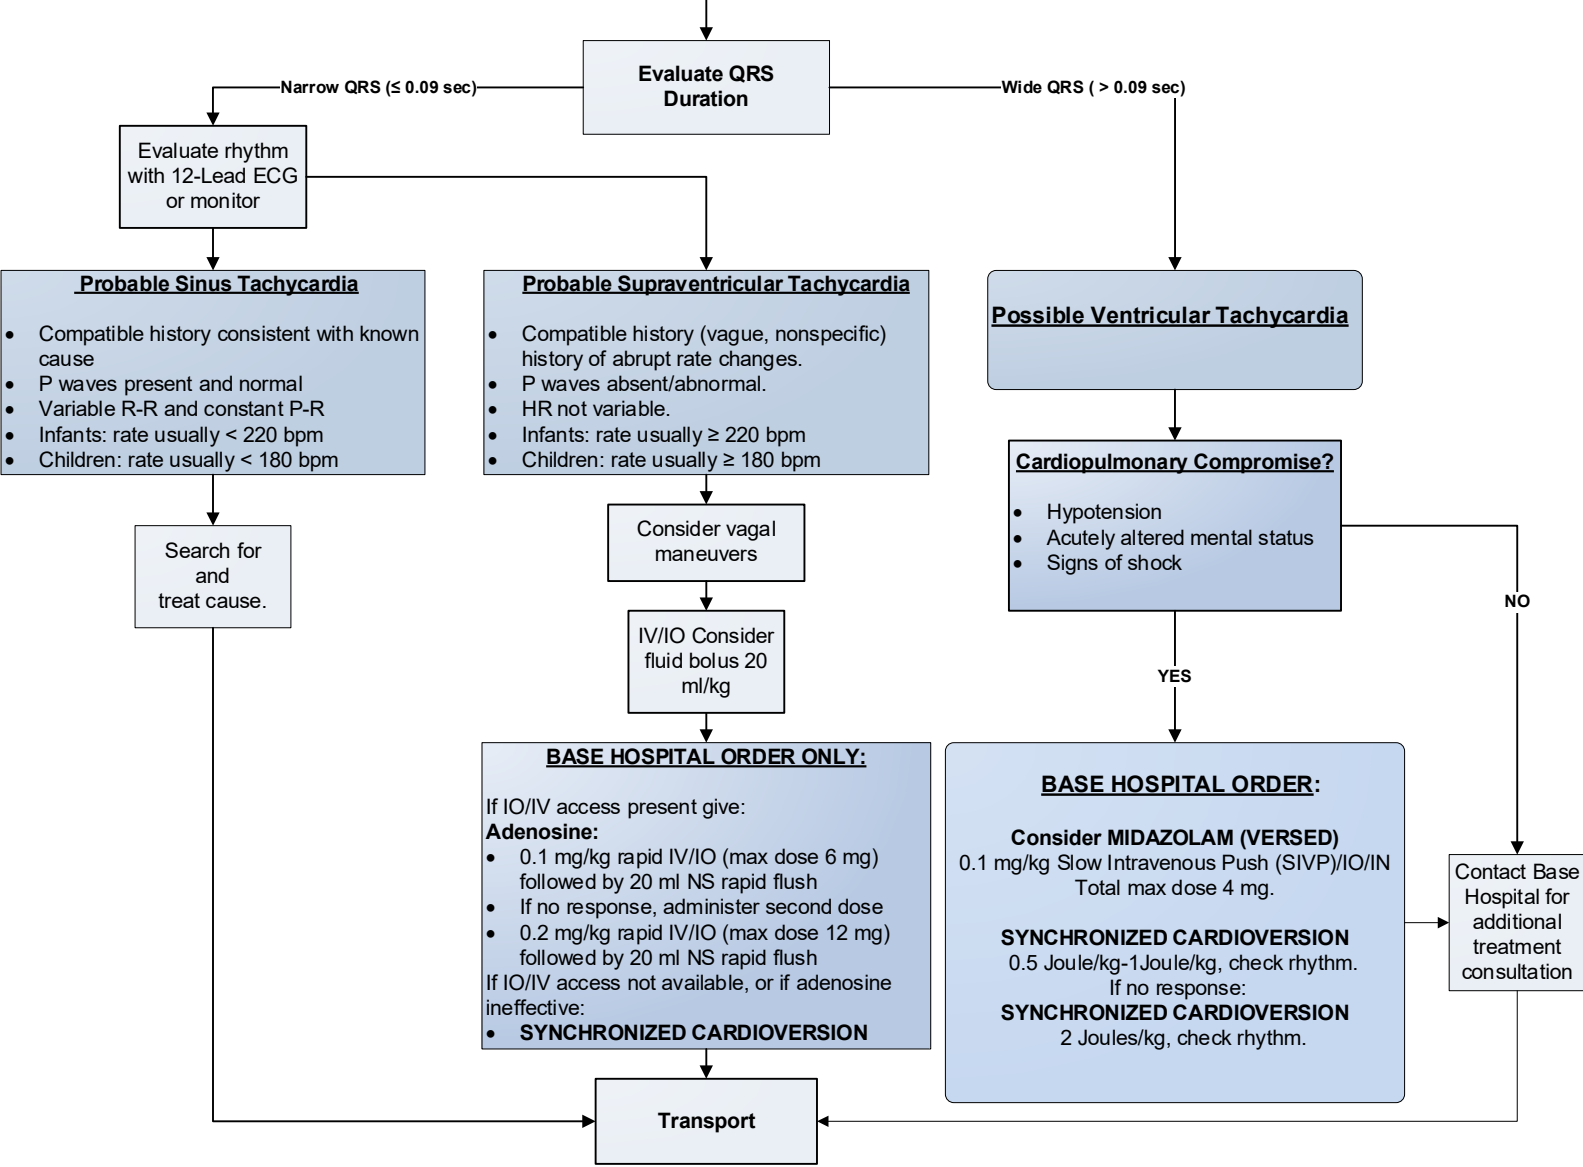 Evaluate QRS
Duration
Narrow QRS (≤ 0.09 sec)
Wide QRS ( > 0.09 sec)
Evaluate rhythm
with 12-Lead ECG
or monitor
Probable Sinus Tachycardia
• Compatible history consistent with known
cause
• P waves present and normal
• Variable R-R and constant P-R
• Infants: rate usually < 220 bpm
• Children: rate usually < 180 bpm
Search for
and
treat cause.
Probable Supraventricular Tachycardia
• Compatible history (vague, nonspecific)
history of abrupt rate changes.
• P waves absent/abnormal.
• HR not variable.
• Infants: rate usually ≥ 220 bpm
• Children: rate usually ≥ 180 bpm
Consider vagal
maneuvers
IV/IO Consider
fluid bolus 20
ml/kg
BASE HOSPITAL ORDER ONLY:
If IO/IV access present give:
Adenosine:
• 0.1 mg/kg rapid IV/IO (max dose 6 mg)
followed by 20 ml NS rapid flush
• If no response, administer second dose
• 0.2 mg/kg rapid IV/IO (max dose 12 mg)
followed by 20 ml NS rapid flush
If IO/IV access not available, or if adenosine
ineffective:
• SYNCHRONIZED CARDIOVERSION
Possible Ventricular Tachycardia
Cardiopulmonary Compromise?
• Hypotension
• Acutely altered mental status
• Signs of shock
NO
YES
BASE HOSPITAL ORDER:
Consider MIDAZOLAM (VERSED)
0.1 mg/kg Slow Intravenous Push (SIVP)/IO/IN
Total max dose 4 mg.
SYNCHRONIZED CARDIOVERSION
0.5 Joule/kg-1Joule/kg, check rhythm.
If no response:
SYNCHRONIZED CARDIOVERSION
2 Joules/kg, check rhythm.
Contact Base
Hospital for
additional
treatment
consultation
Transport